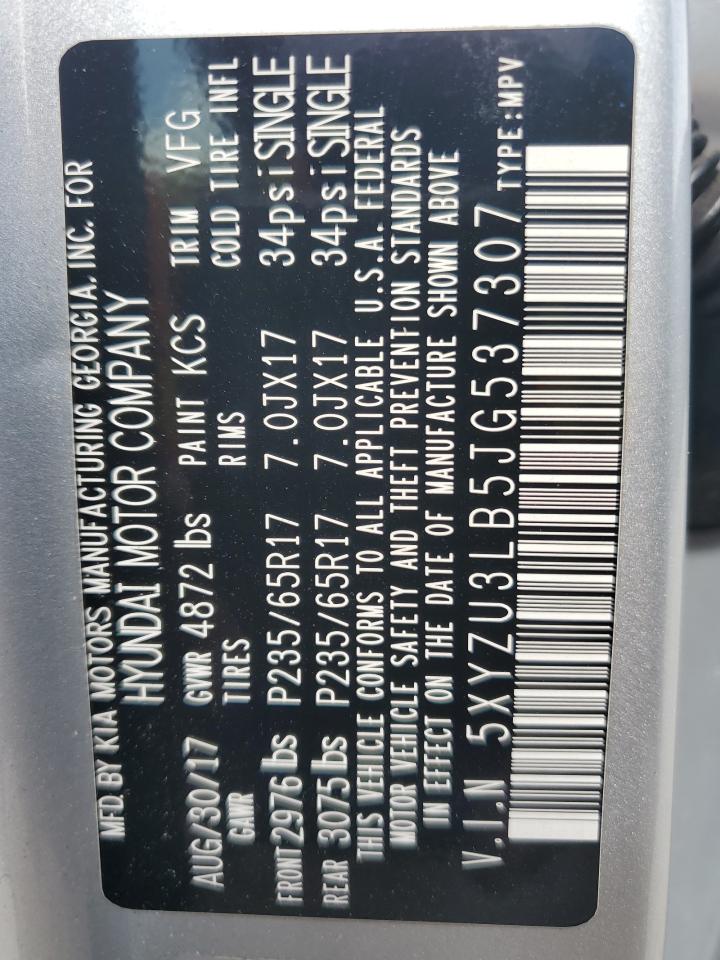 MFD. BY KIA MOTORS MANUFACTURING GEORGIA, INC. FOR
HYUNDAI MOTOR COMPANY
AUG/30/17 GVWR 4872 lbs PAINT KCS TRIM VFG
GAWR TIRES RIMS COLD TIRE INFL
FRONT 2976 lbs P235/65R17 7.0JX17 34psi SINGLE
REAR 3075 lbs P235/65R17 7.0JX17 34psi SINGLE
THIS VEHICLE CONFORMS TO ALL APPLICABLE U.S.A. FEDERAL
MOTOR VEHICLE SAFETY AND THEFT PREVENTION STANDARDS
IN EFFECT ON THE DATE OF MANUFACTURE SHOWN ABOVE
V.I.N 5XYZU3LB5JG537307 TYPE:MPV